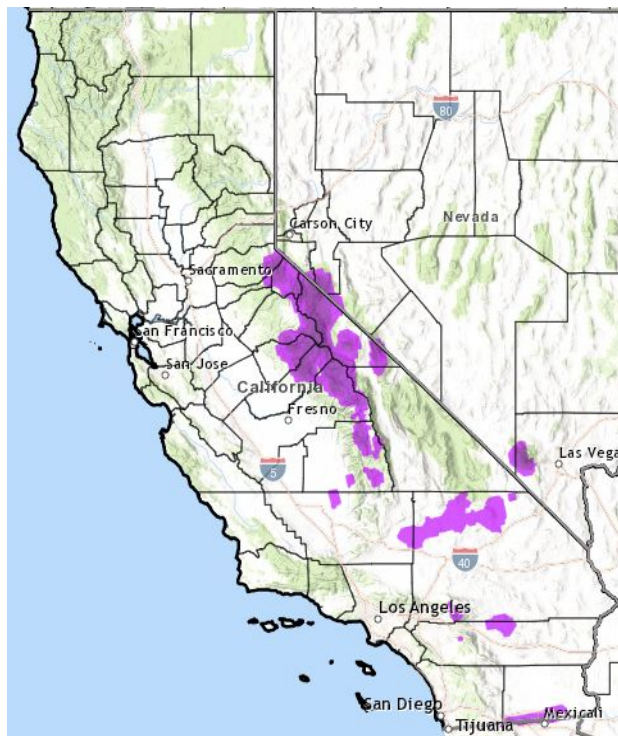 80
Carson City
Nevada
Sacramento
San Francisco
San Jose
California
Fresno
5
Las Vega
40
Los Angeles
San Diego
Mexicali
Tijuana